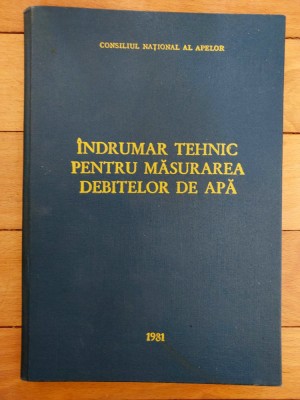 CONSILIUL NAȚIONAL AL APELOR
ÎNDRUMAR TEHNIC
PENTRU MĂSURAREA
DEBITELOR DE APĂ
1981